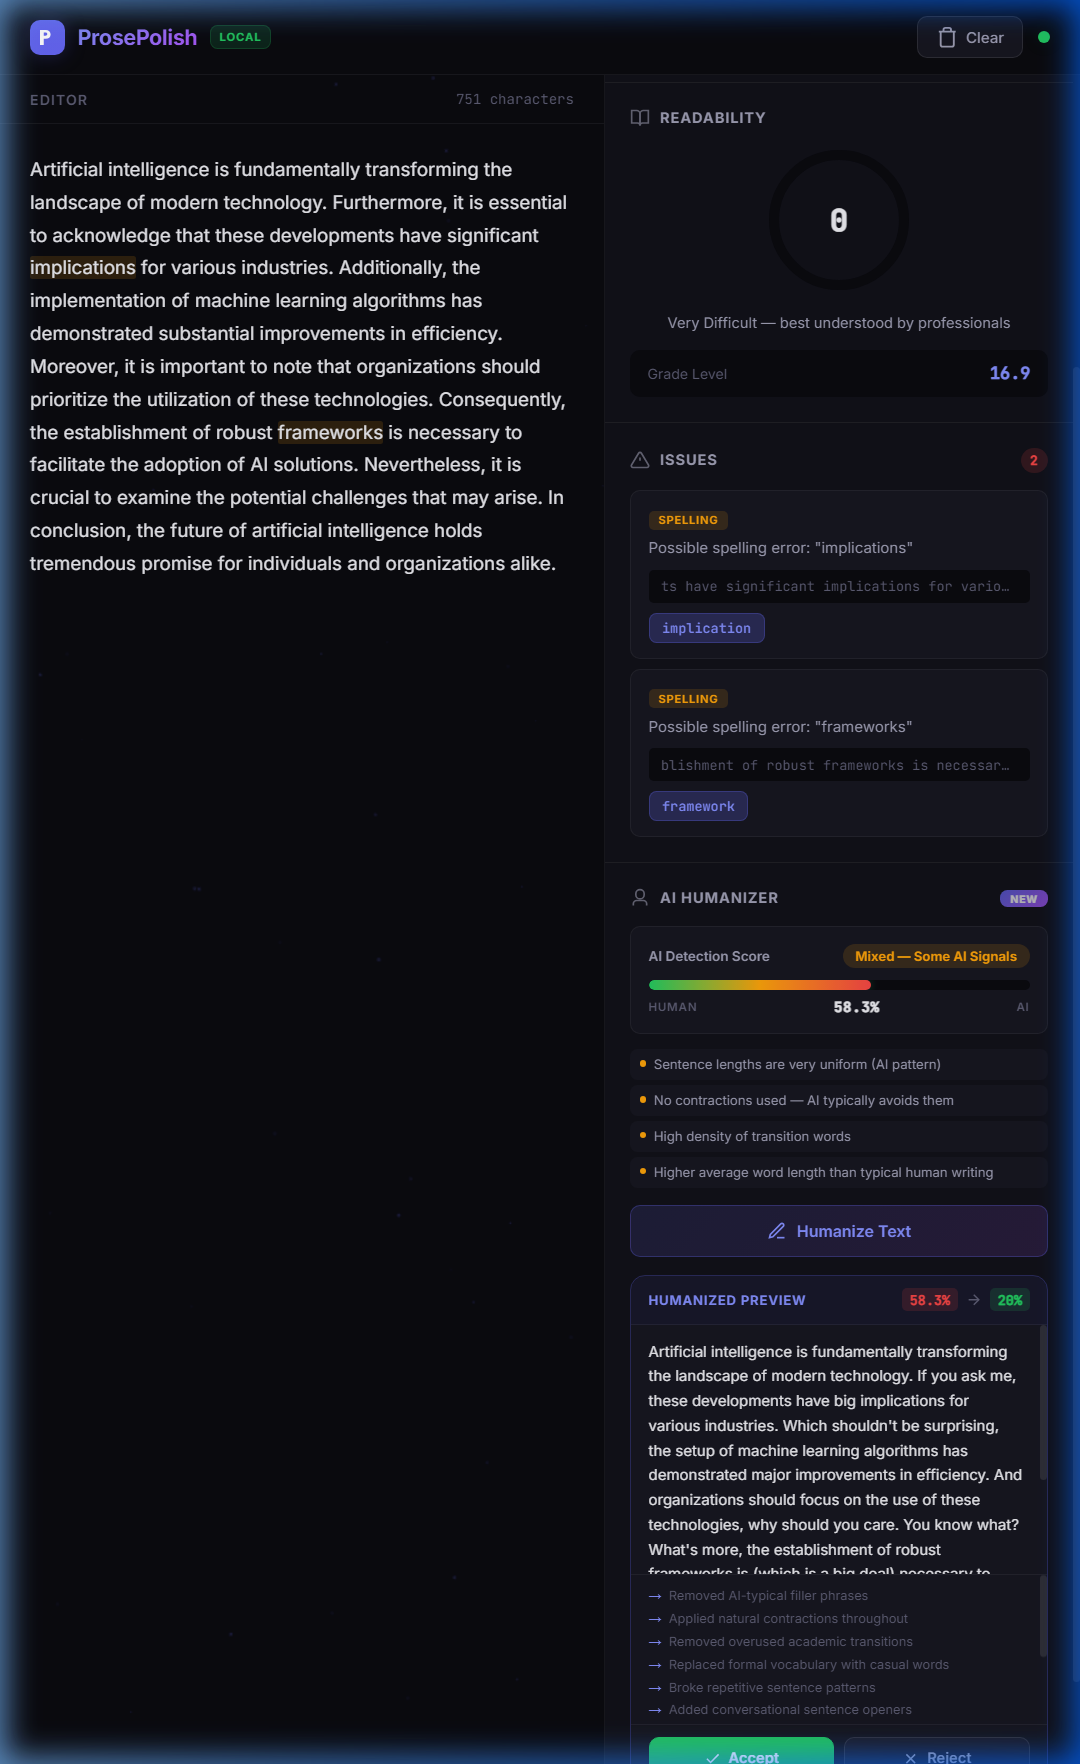 P ProsePolish LOCAL
Clear
EDITOR
751 characters
Artificial intelligence is fundamentally transforming the
landscape of modern technology. Furthermore, it is essential
to acknowledge that these developments have significant
implications for various industries. Additionally, the
implementation of machine learning algorithms has
demonstrated substantial improvements in efficiency.
Moreover, it is important to note that organizations should
prioritize the utilization of these technologies. Consequently,
the establishment of robust frameworks is necessary to
facilitate the adoption of AI solutions. Nevertheless, it is
crucial to examine the potential challenges that may arise. In
conclusion, the future of artificial intelligence holds
tremendous promise for individuals and organizations alike.
READABILITY
0
Very Difficult — best understood by professionals
Grade Level 16.9
ISSUES 2
SPELLING
Possible spelling error: "implications"
ts have significant implications for vario…
implication
SPELLING
Possible spelling error: "frameworks"
blishment of robust frameworks is necessar…
framework
AI HUMANIZER NEW
AI Detection Score Mixed — Some AI Signals
HUMAN 58.3% AI
Sentence lengths are very uniform (AI pattern)
No contractions used — AI typically avoids them
High density of transition words
Higher average word length than typical human writing
Humanize Text
HUMANIZED PREVIEW 58.3% → 20%
Artificial intelligence is fundamentally transforming
the landscape of modern technology. If you ask me,
these developments have big implications for
various industries. Which shouldn't be surprising,
the setup of machine learning algorithms has
demonstrated major improvements in efficiency. And
organizations should focus on the use of these
technologies, why should you care. You know what?
What's more, the establishment of robust
frameworks is (which is a big deal) necessary to
→ Removed AI-typical filler phrases
→ Applied natural contractions throughout
→ Removed overused academic transitions
→ Replaced formal vocabulary with casual words
→ Broke repetitive sentence patterns
→ Added conversational sentence openers
Accept
Reject